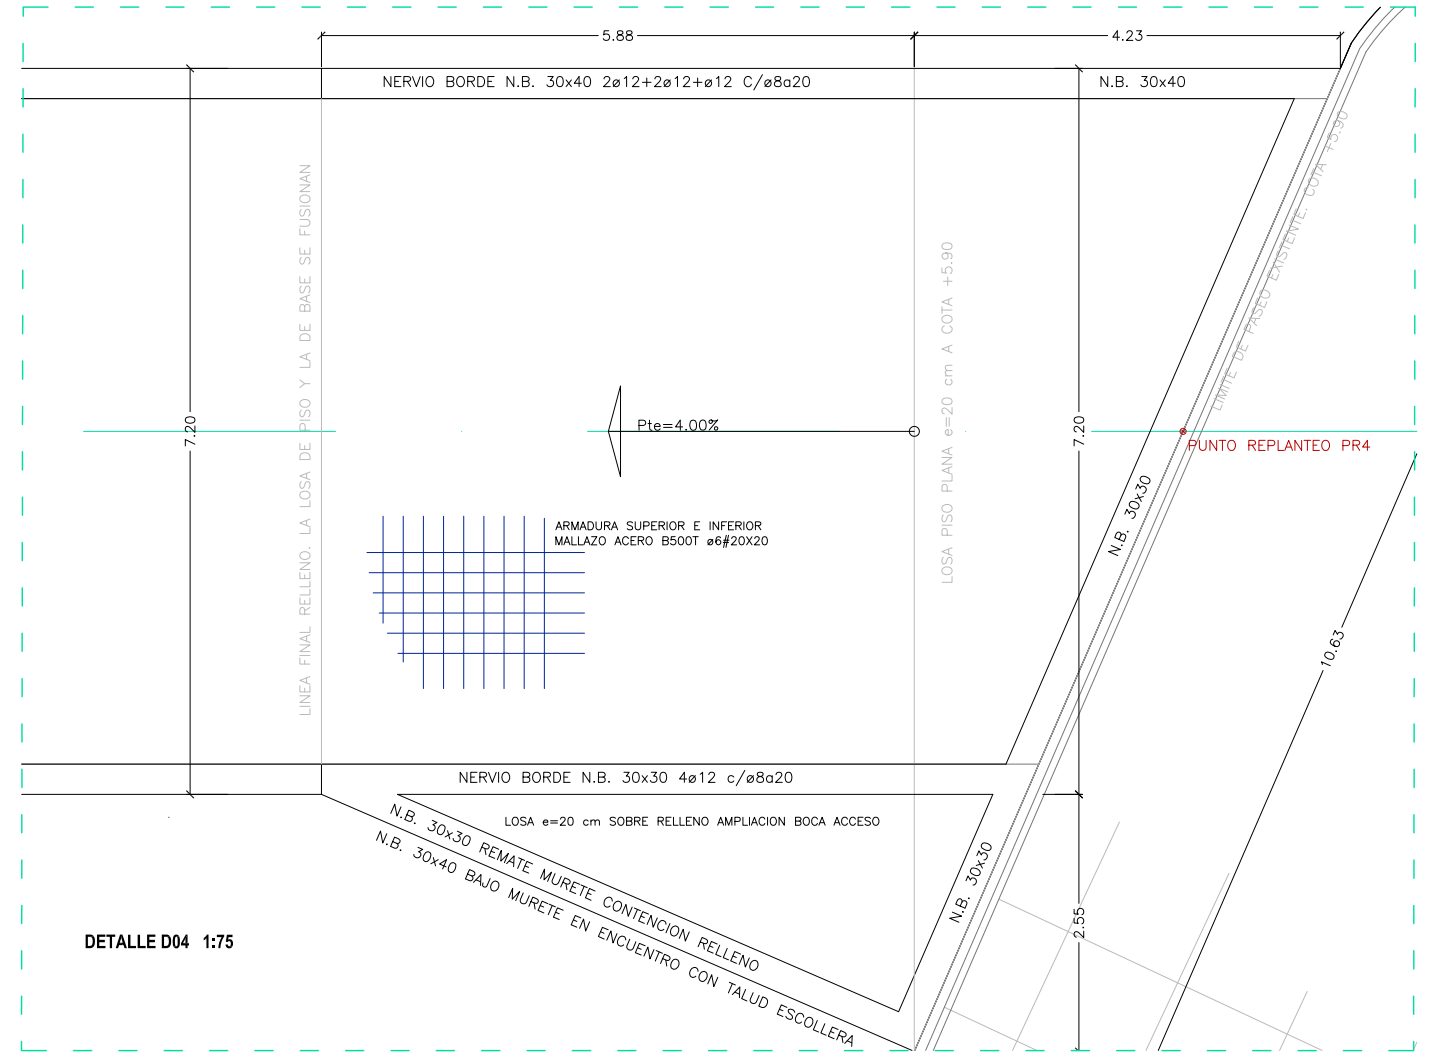 5.88
4.23
NERVIO BORDE N.B. 30x40 2ø12+2ø12+ø12 C/ø8a20
N.B. 30x40
LINEA FINAL RELLENO. LA LOSA DE PISO Y LA DE BASE SE FUSIONAN
LOSA PISO PLANA e=20 cm A COTA +5.90
LIMITE DE PASEO EXISTENTE. COTA +5.90
7.20
Pte=4.00%
7.20
PUNTO REPLANTEO PR4
N.B. 30x30
ARMADURA SUPERIOR E INFERIOR
MALLAZO ACERO B500T ø6#20X20
10.63
NERVIO BORDE N.B. 30x30 4ø12 c/ø8a20
LOSA e=20 cm SOBRE RELLENO AMPLIACION BOCA ACCESO
N.B. 30x30 REMATE MURETE CONTENCION RELLENO
N.B. 30x40 BAJO MURETE EN ENCUENTRO CON TALUD ESCOLLERA
N.B. 30x30
2.55
DETALLE D04 1:75